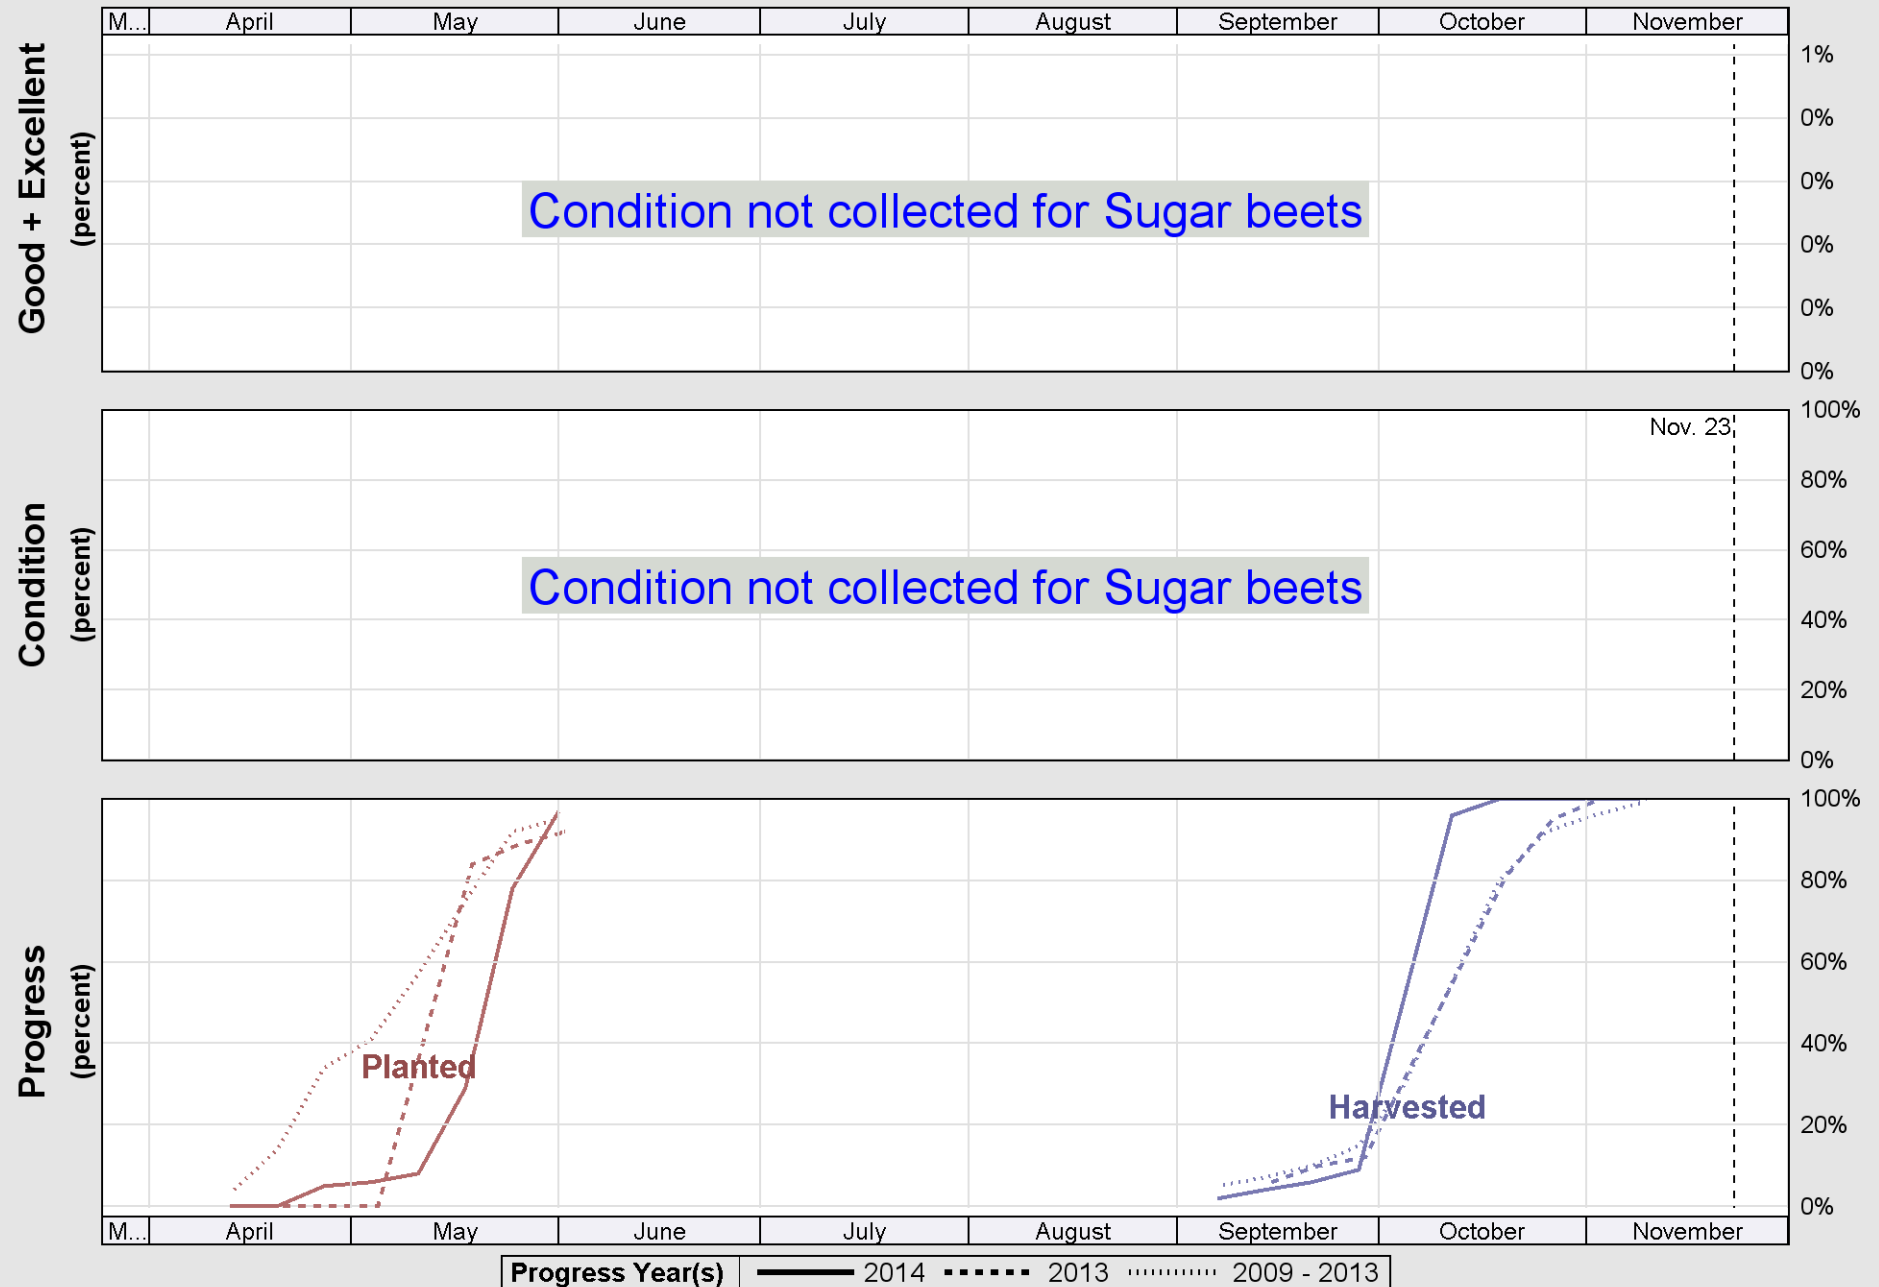 M... April May June July August September October November
Good + Excellent
(percent)
1%
0%
0%
0%
0%
0%
Condition not collected for Sugar beets
Condition
(percent)
100%
80%
60%
40%
20%
0%
Nov. 23
Condition not collected for Sugar beets
Progress
(percent)
100%
80%
60%
40%
20%
0%
Planted
Harvested
M... April May June July August September October November
Progress Year(s) 2014 2013 2009 - 2013